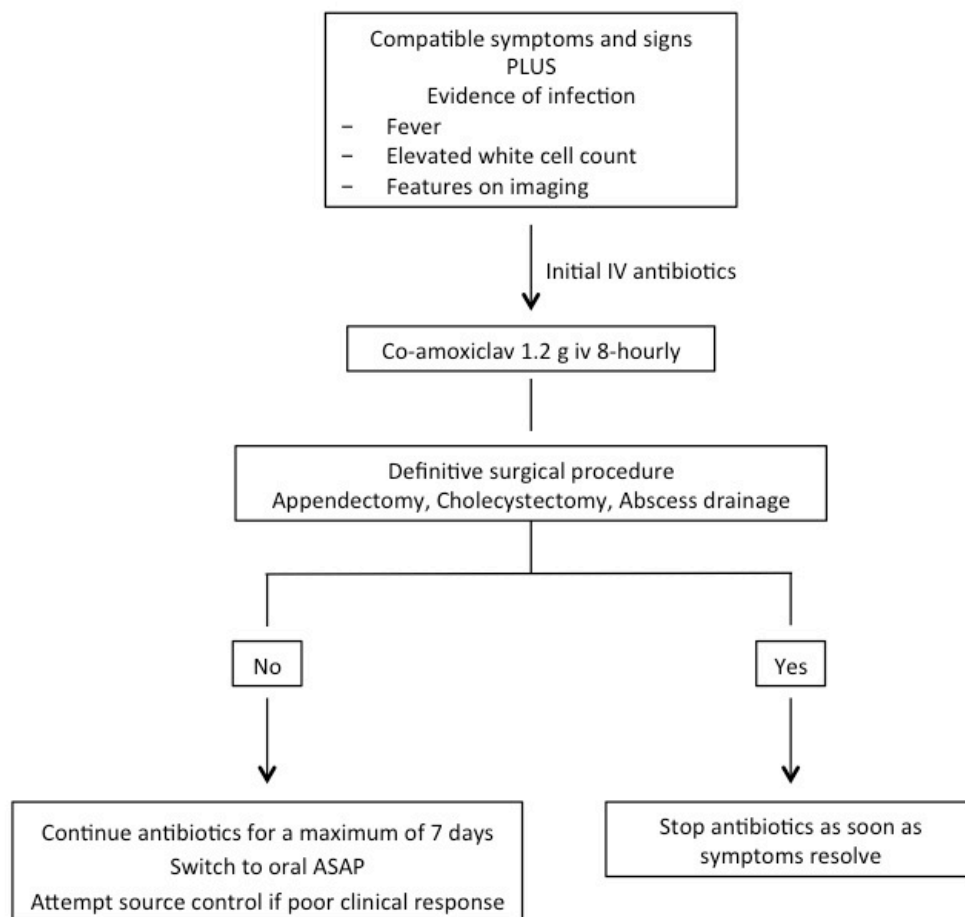 Compatible symptoms and signs
PLUS
Evidence of infection
– Fever
– Elevated white cell count
– Features on imaging
Initial IV antibiotics
Co-amoxiclav 1.2 g iv 8-hourly
Definitive surgical procedure
Appendectomy, Cholecystectomy, Abscess drainage
No
Yes
Continue antibiotics for a maximum of 7 days
Switch to oral ASAP
Attempt source control if poor clinical response
Stop antibiotics as soon as
symptoms resolve